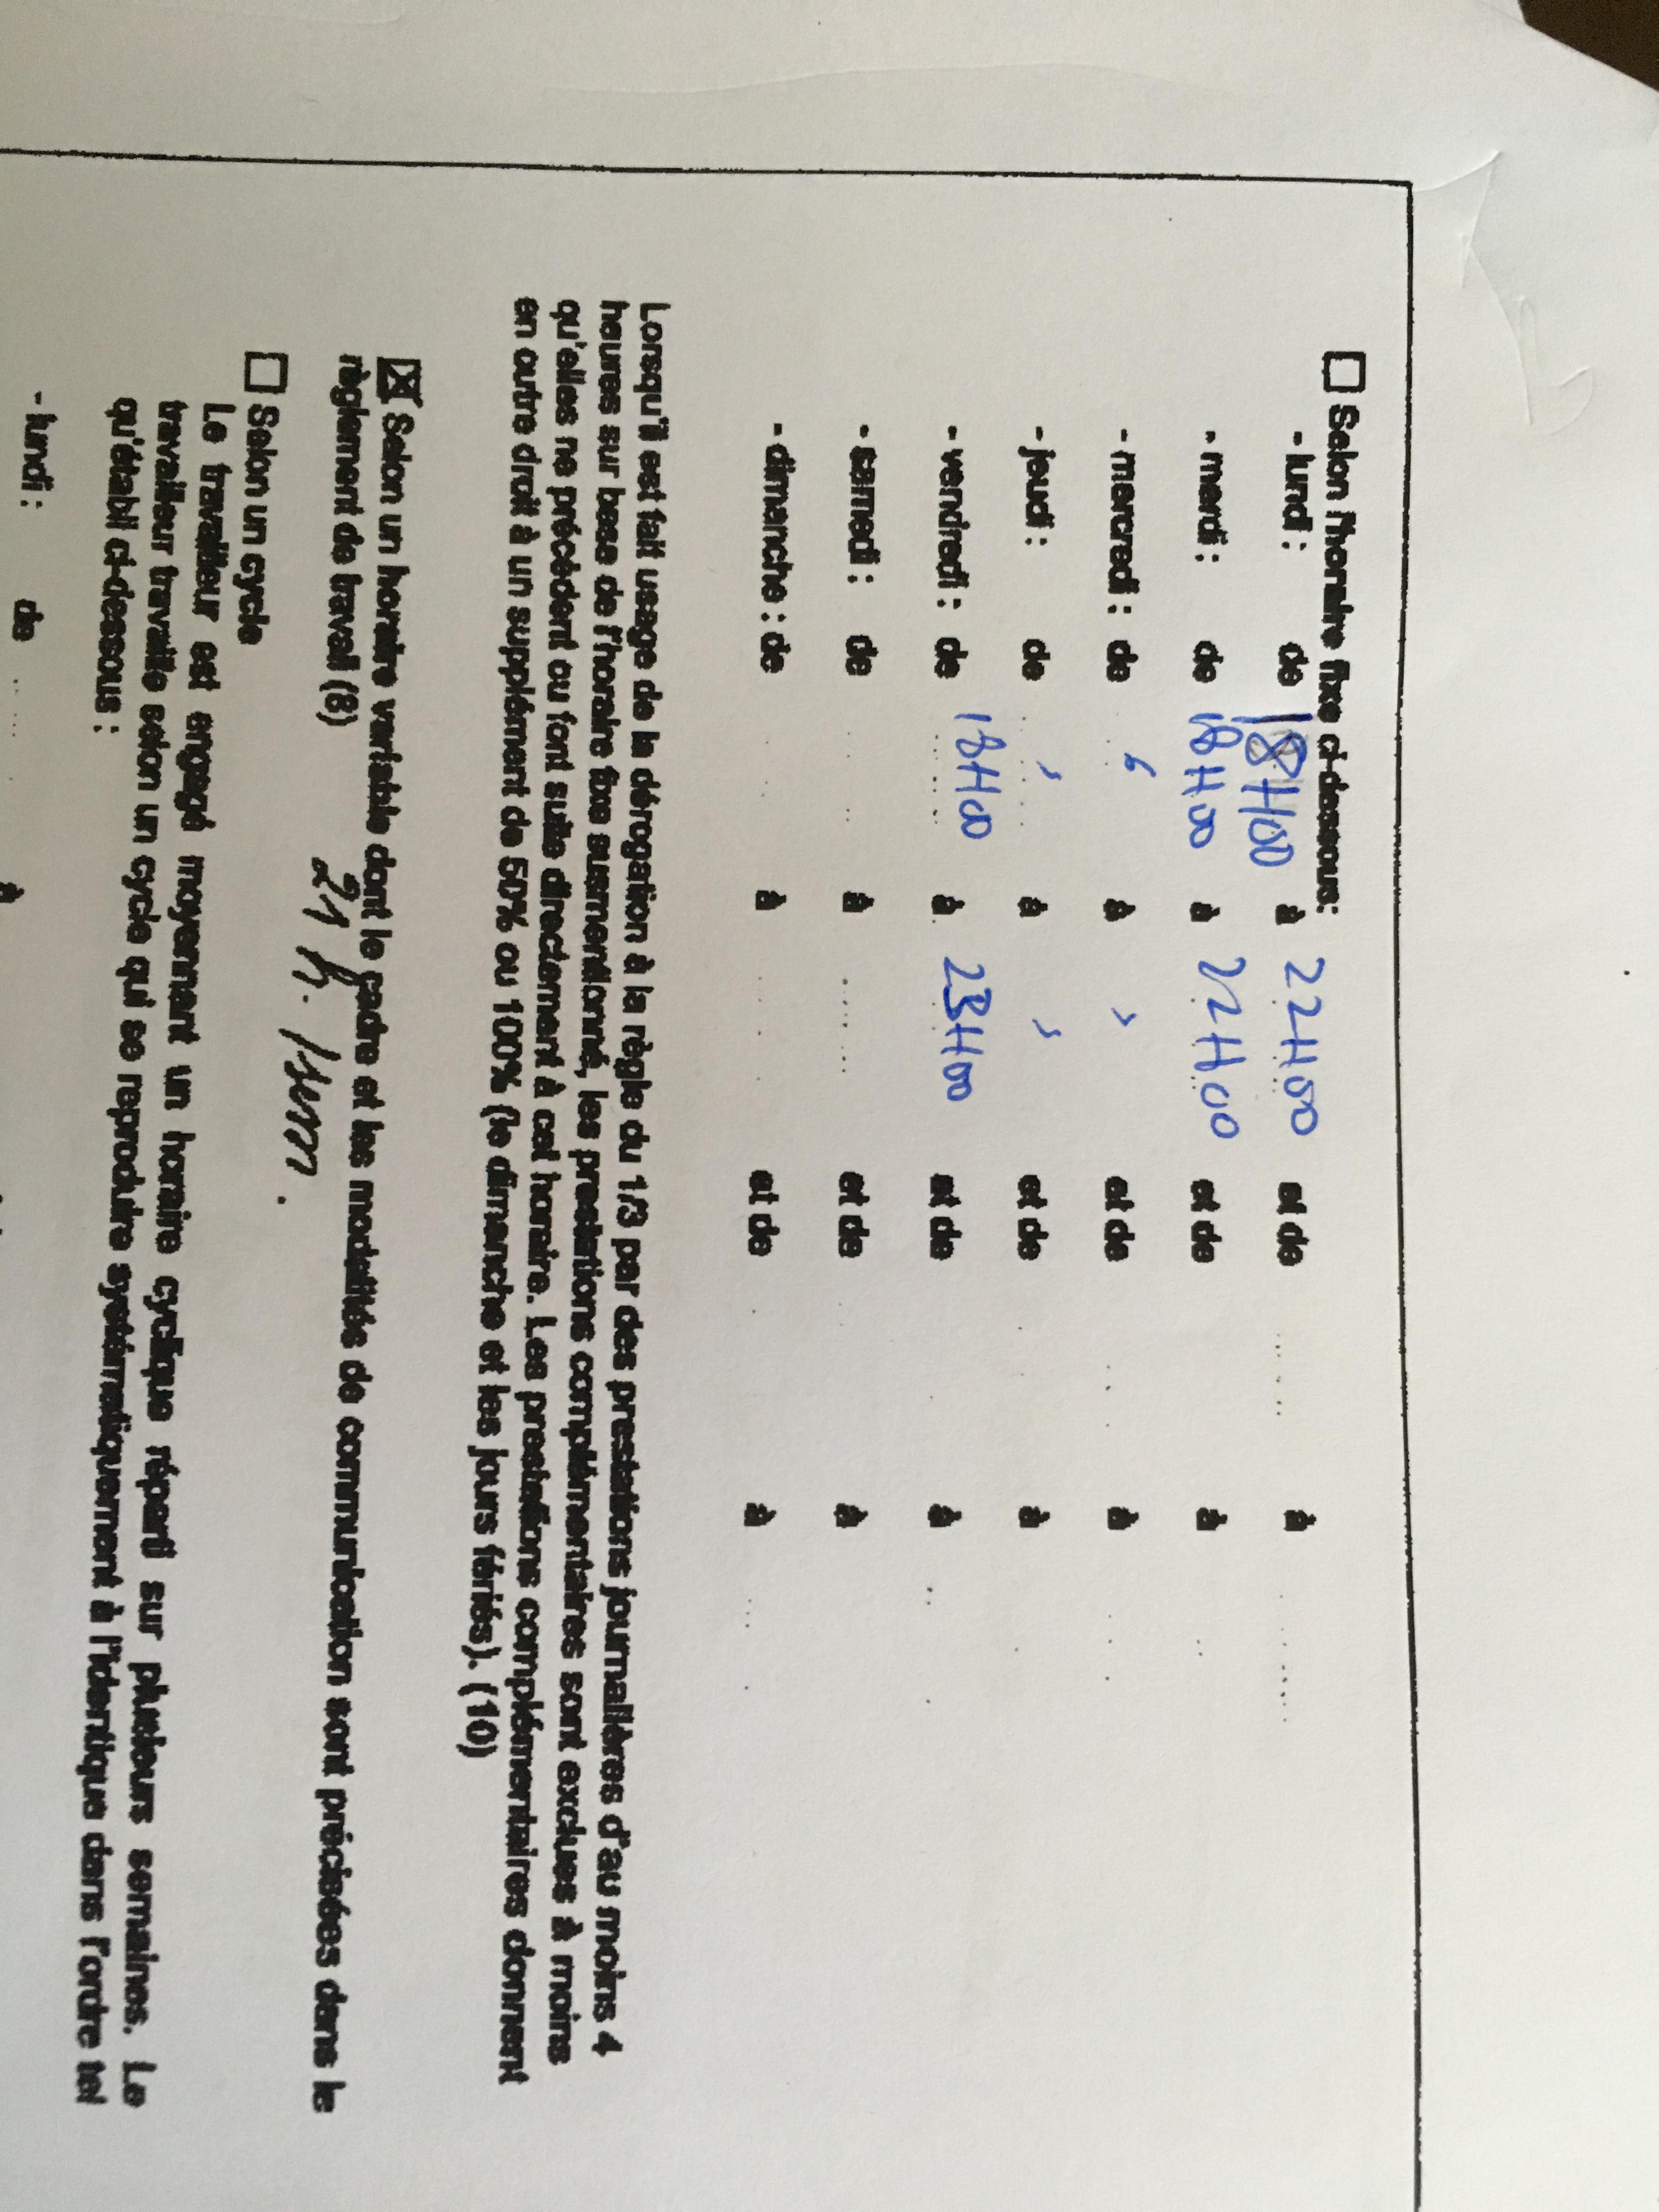 ☐ Selon l'horaire fixe ci-dessous:
- lundi : de 18H00 à 22H00 et de ........ à ........
- mardi : de 18H00 à 22H00 et de à
- mercredi : de à et de à
- jeudi : de à et de à
- vendredi : de 18H00 à 23H00 et de à
- samedi : de à et de à
- dimanche : de à et de à
Lorsqu'il est fait usage de la dérogation à la règle du 1/3 par des prestations journalières d'au moins 4
heures sur base de l'horaire fixe susmentionné, les prestations complémentaires sont exclues à moins
qu'elles ne précèdent ou font suite directement à cet horaire. Les prestations complémentaires donnent
en outre droit à un supplément de 50% ou 100% (le dimanche et les jours fériés). (10)
☒ Selon un horaire variable dont le cadre et les modalités de communication sont précisées dans le
règlement de travail (8) 21 h. /sem.
☐ Selon un cycle
Le travailleur est engagé moyennant un horaire cyclique réparti sur plusieurs semaines. Le
travailleur travaille selon un cycle qui se reproduire systématiquement à l'identique dans l'ordre tel
qu'établi ci-dessous :
- lundi : de à